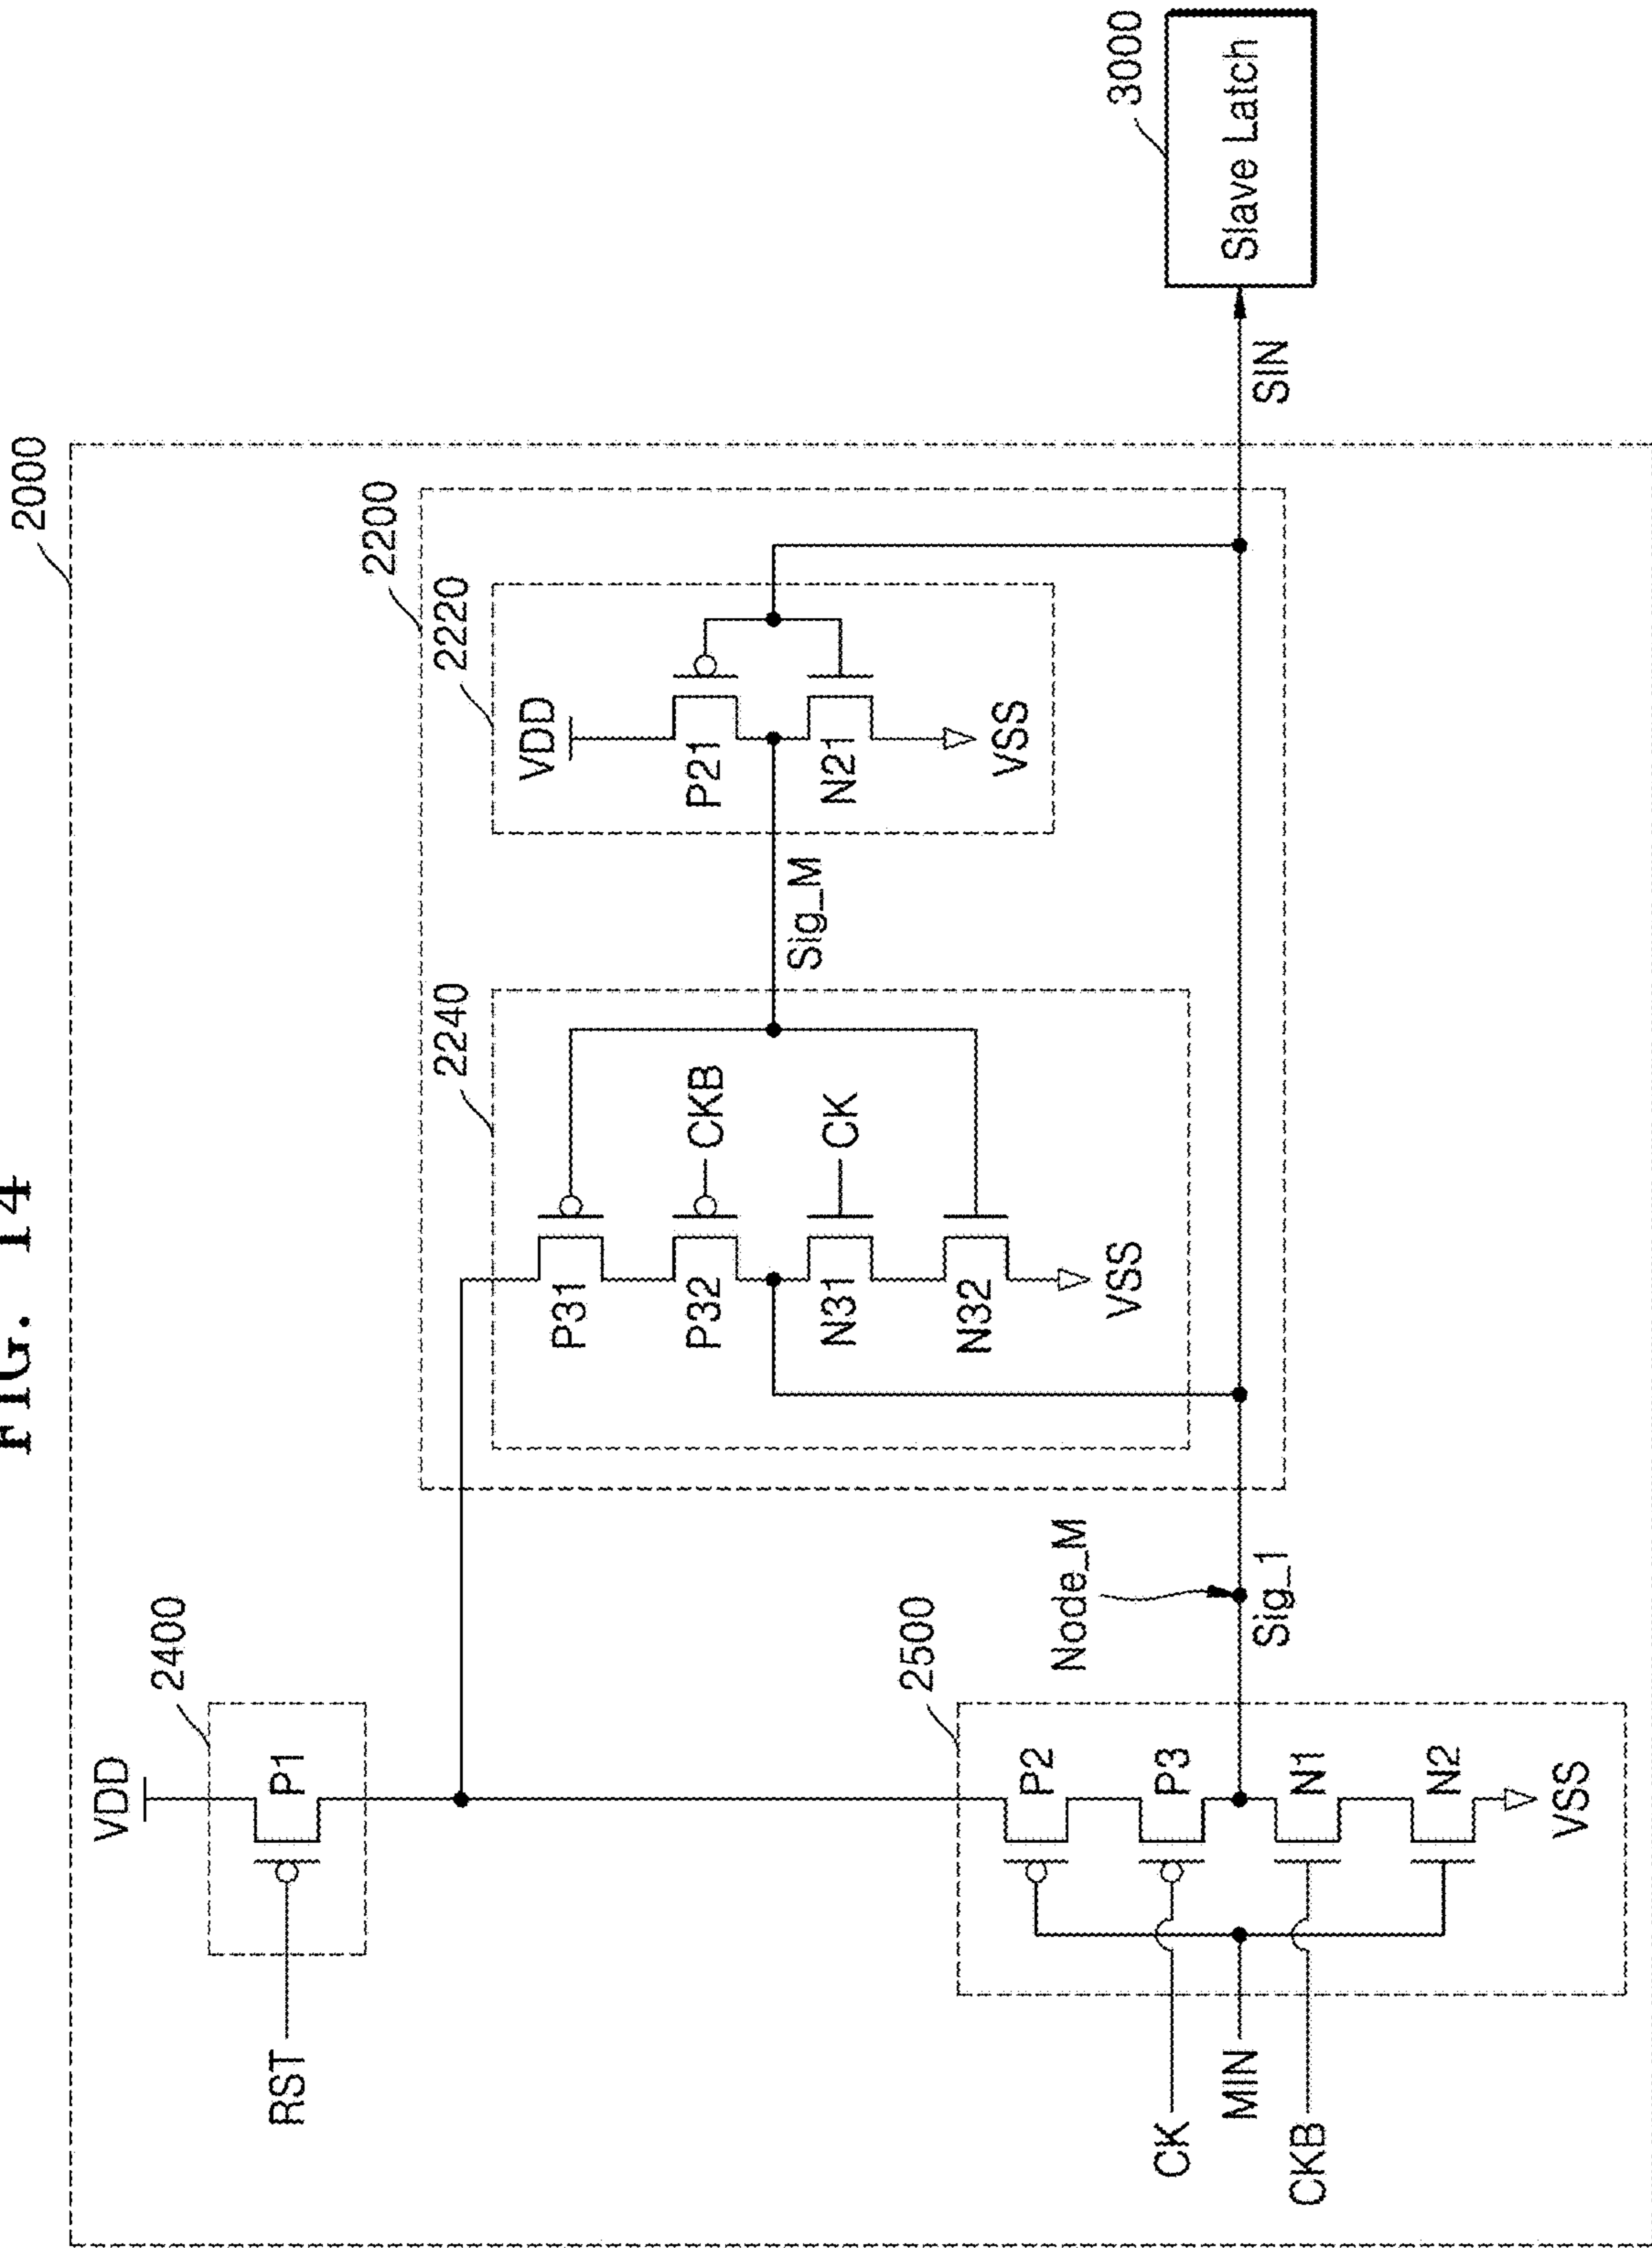 FIG. 14
2000
2400
VDD
P1
RST
2200
2240
P31
P32
CKB
N31
CK
N32
VSS
Sig_M
2220
VDD
P21
N21
VSS
2500
P2
P3
N1
N2
VSS
CK
MIN
CKB
Node_M
Sig_1
SIN
3000
Slave Latch